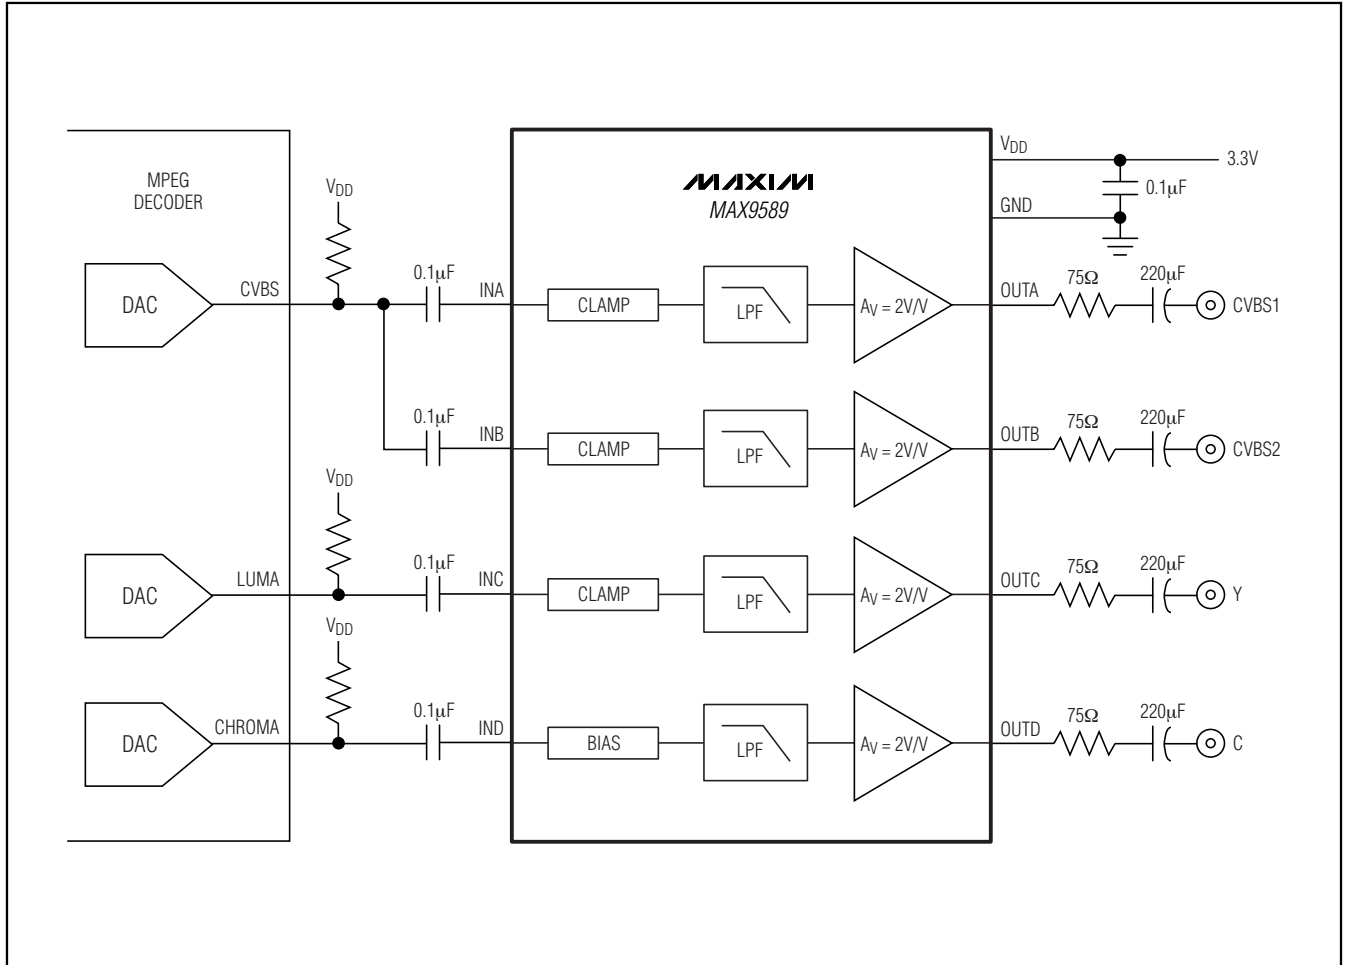 MPEG
DECODER
VDD
DAC
CVBS
0.1µF
INA
0.1µF
INB
VDD
DAC
LUMA
0.1µF
INC
VDD
DAC
CHROMA
0.1µF
IND
MAXIM
MAX9589
CLAMP
LPF
AV = 2V/V
CLAMP
LPF
AV = 2V/V
CLAMP
LPF
AV = 2V/V
BIAS
LPF
AV = 2V/V
VDD
3.3V
0.1µF
GND
OUTA
75Ω
220µF
CVBS1
OUTB
75Ω
220µF
CVBS2
OUTC
75Ω
220µF
Y
OUTD
75Ω
220µF
C